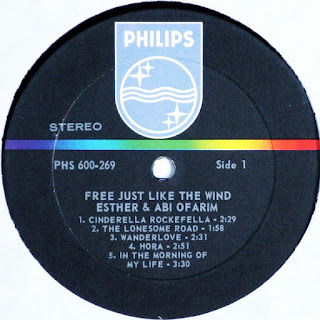 PHILIPS
STEREO
PHS 600-269 Side 1
FREE JUST LIKE THE WIND
ESTHER & ABI OFARIM
1. CINDERELLA ROCKEFELLA - 2:29
2. THE LONESOME ROAD - 1:58
3. WANDERLOVE - 2:31
4. HORA - 2:51
5. IN THE MORNING OF
MY LIFE - 3:30